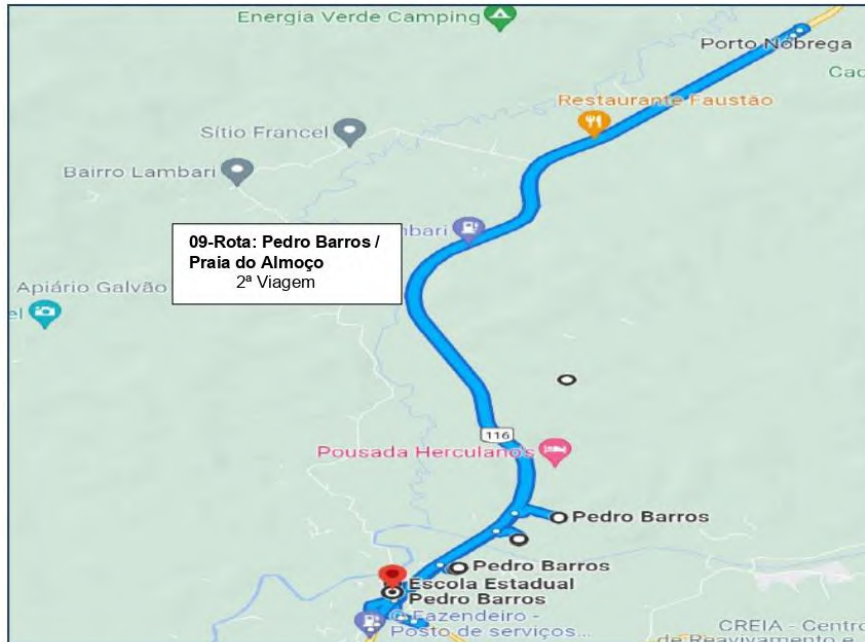 Energia Verde Camping
Porto Nóbrega
Restaurante Faustão
Sítio Francel
Bairro Lambari
09-Rota: Pedro Barros /
Praia do Almoço
2ª Viagem
Apiário Galvão
116
Pousada Herculanos
Pedro Barros
Pedro Barros
Escola Estadual
Pedro Barros
Fazendeiro -
Posto de serviços...
CREIA - Centro
de Reavivamento